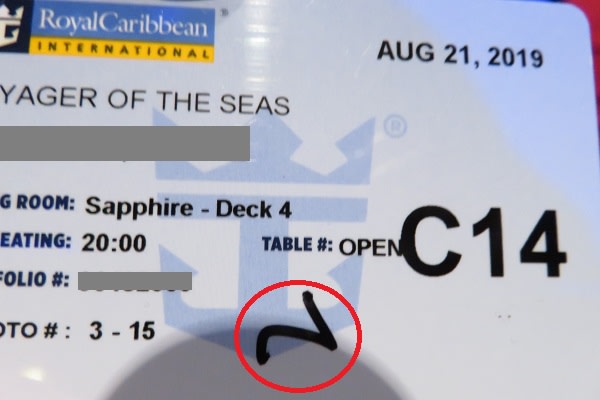 RoyalCaribbean
INTERNATIONAL
AUG 21, 2019
YAGER OF THE SEAS
®
G ROOM: Sapphire - Deck 4
EATING: 20:00
TABLE #: OPEN
C14
FOLIO #:
OTO # : 3 - 15